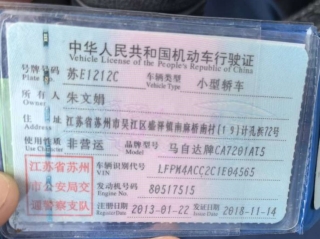 中华人民共和国机动车行驶证
Vehicle License of the People's Republic of China
号牌号码 苏E1212C 车辆类型 小型轿车
Plate No. Vehicle Type
所有人 朱文娟
Owner
住址 江苏省苏州市吴江区临镇南麻桥南村(19)计孔拆72号
Address
使用性质 非营运 品牌型号 马自达牌CA7201AT5
Use Character Model
江苏省苏州 车辆识别代号 LFPM4ACC2C1E04565
VIN
市公安局交 发动机号码 80517515
Engine No.
通警察支队 注册日期 2013-01-22 发证日期 2018-11-14
Register Date Issue Date